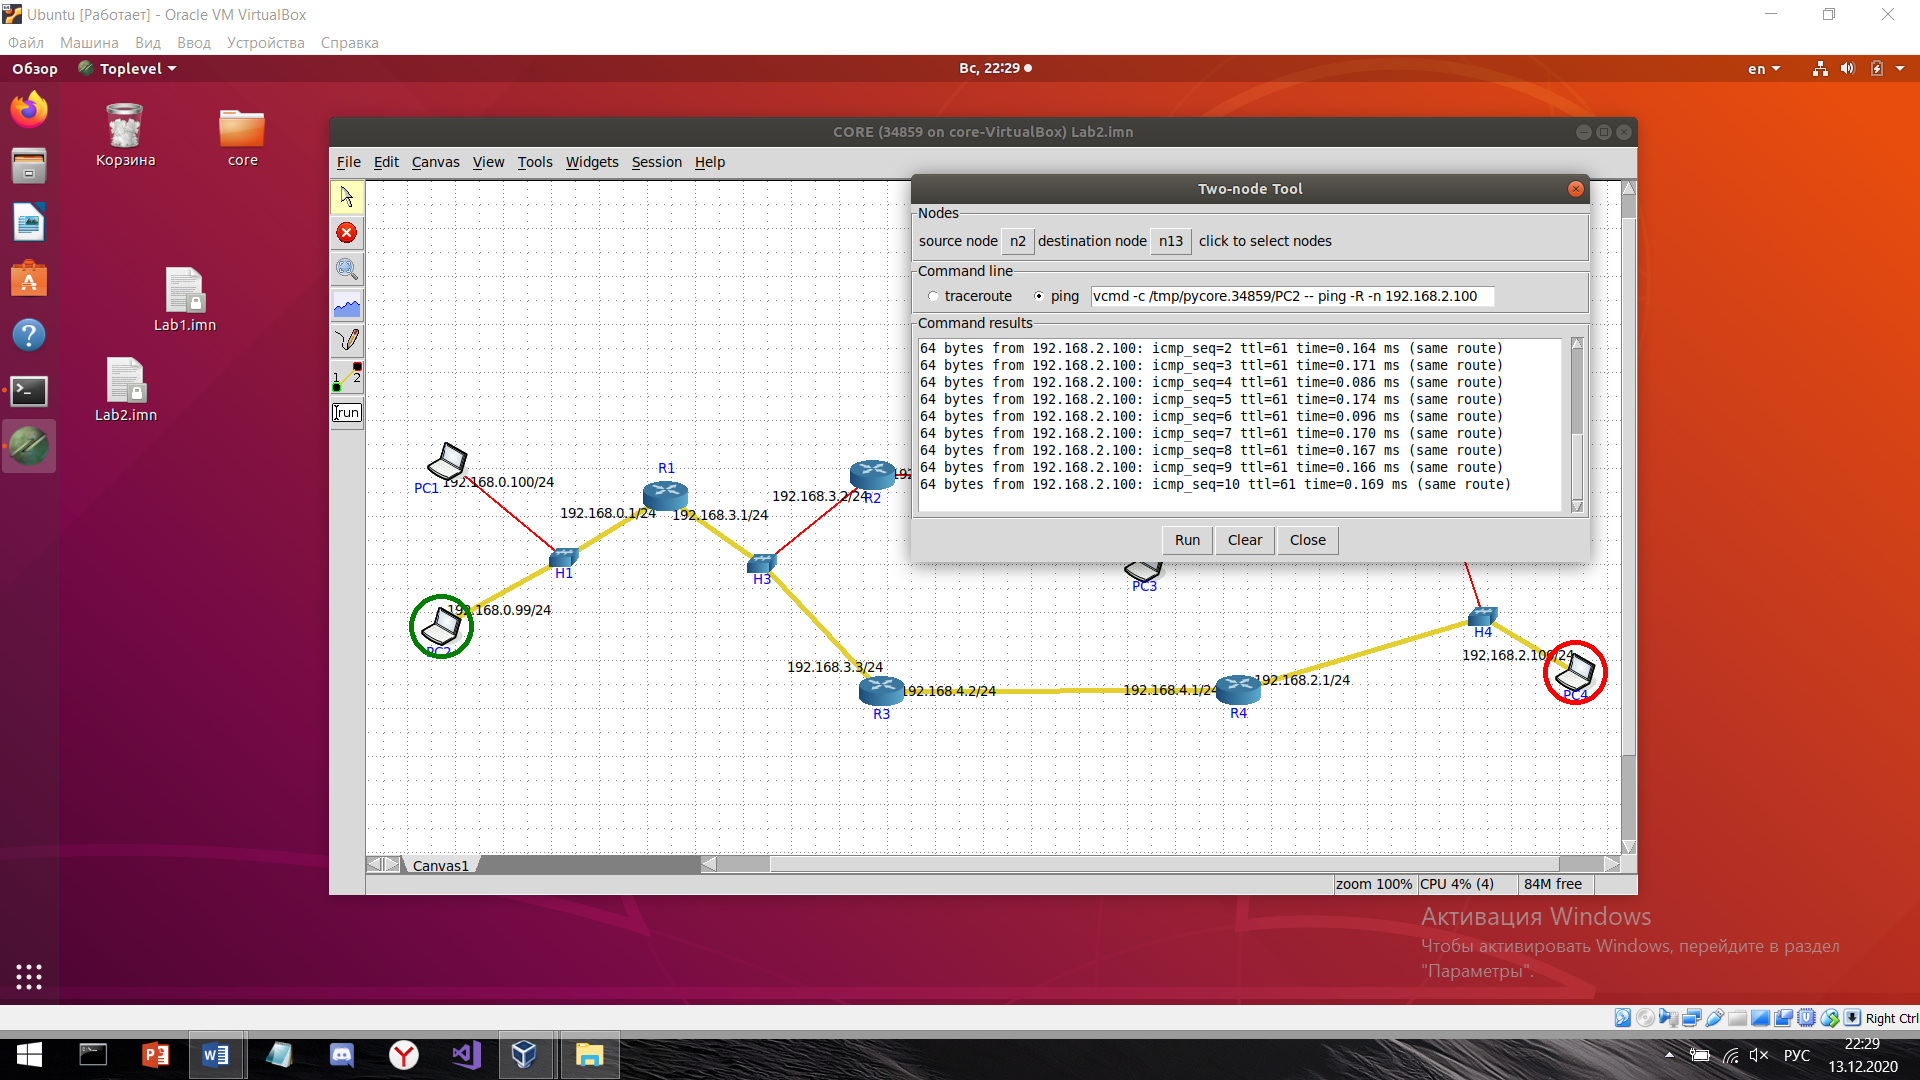 Ubuntu [Работает] - Oracle VM VirtualBox
Файл Машина Вид Ввод Устройства Справка
Обзор Toplevel Вс, 22:29 en
Корзина
core
Lab1.imn
Lab2.imn
CORE (34859 on core-VirtualBox) Lab2.imn
File Edit Canvas View Tools Widgets Session Help
1 2
run
Two-node Tool
Nodes
source node n2 destination node n13 click to select nodes
Command line
traceroute ping vcmd -c /tmp/pycore.34859/PC2 -- ping -R -n 192.168.2.100
Command results
64 bytes from 192.168.2.100: icmp_seq=2 ttl=61 time=0.164 ms (same route)
64 bytes from 192.168.2.100: icmp_seq=3 ttl=61 time=0.171 ms (same route)
64 bytes from 192.168.2.100: icmp_seq=4 ttl=61 time=0.086 ms (same route)
64 bytes from 192.168.2.100: icmp_seq=5 ttl=61 time=0.174 ms (same route)
64 bytes from 192.168.2.100: icmp_seq=6 ttl=61 time=0.096 ms (same route)
64 bytes from 192.168.2.100: icmp_seq=7 ttl=61 time=0.170 ms (same route)
64 bytes from 192.168.2.100: icmp_seq=8 ttl=61 time=0.167 ms (same route)
64 bytes from 192.168.2.100: icmp_seq=9 ttl=61 time=0.166 ms (same route)
64 bytes from 192.168.2.100: icmp_seq=10 ttl=61 time=0.169 ms (same route)
Run Clear Close
R1
PC1 192.168.0.100/24
192.168.3.2/24 R2
192.168.0.1/24 192.168.3.1/24
H1
H3
PC3
192.168.0.99/24
PC2
H4
192.168.2.100/24
192.168.3.3/24
192.168.2.1/24
192.168.4.2/24
192.168.4.1/24
PC4
R3
R4
Canvas1
zoom 100% CPU 4% (4) 84M free
Активация Windows
Чтобы активировать Windows, перейдите в раздел
"Параметры".
Right Ctrl
РУС
22:29
13.12.2020